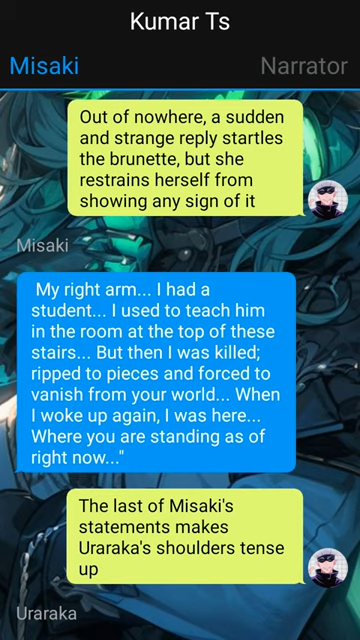 Kumar Ts
Misaki
Narrator
Out of nowhere, a sudden
and strange reply startles
the brunette, but she
restrains herself from
showing any sign of it
Misaki
My right arm... I had a
student... I used to teach him
in the room at the top of these
stairs... But then I was killed;
ripped to pieces and forced to
vanish from your world... When
I woke up again, I was here...
Where you are standing as of
right now..."
The last of Misaki's
statements makes
Uraraka's shoulders tense
up
Uraraka